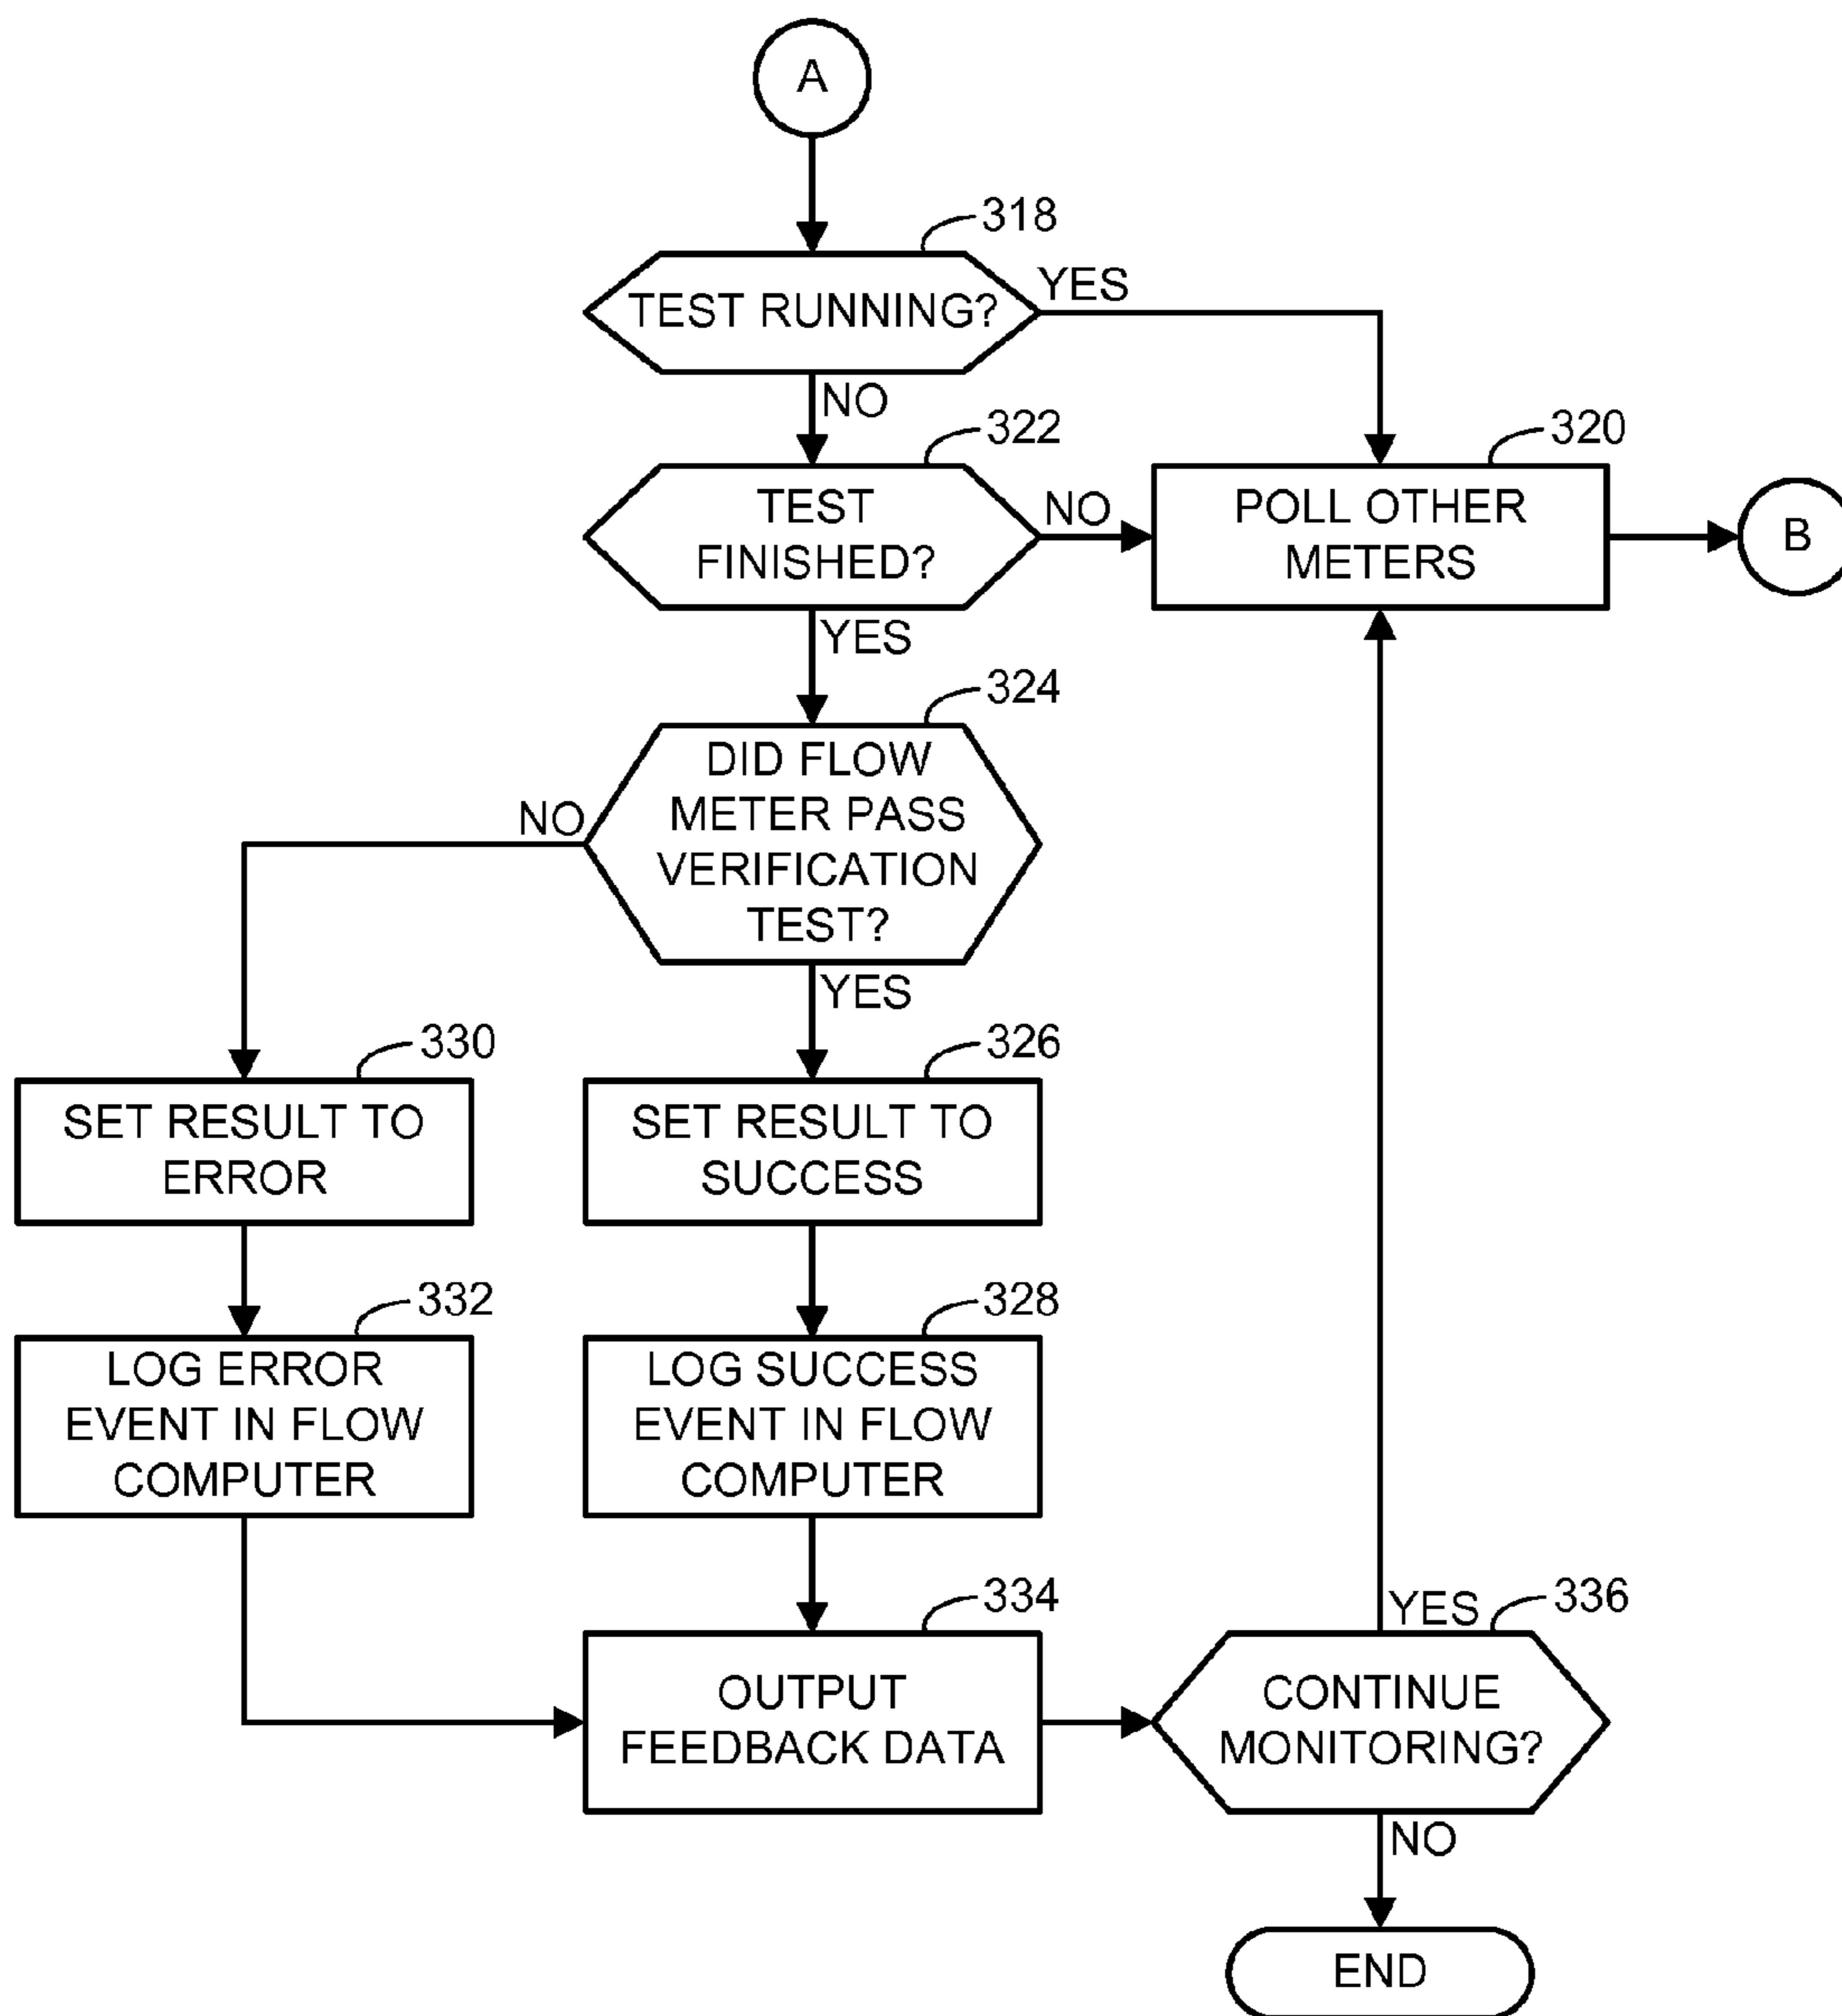 A
318
TEST RUNNING?
YES
NO
322
320
TEST
FINISHED?
NO
POLL OTHER
METERS
B
YES
324
DID FLOW
METER PASS
VERIFICATION
TEST?
NO
YES
330
326
SET RESULT TO
ERROR
SET RESULT TO
SUCCESS
332
328
LOG ERROR
EVENT IN FLOW
COMPUTER
LOG SUCCESS
EVENT IN FLOW
COMPUTER
334
YES
336
OUTPUT
FEEDBACK DATA
CONTINUE
MONITORING?
NO
END